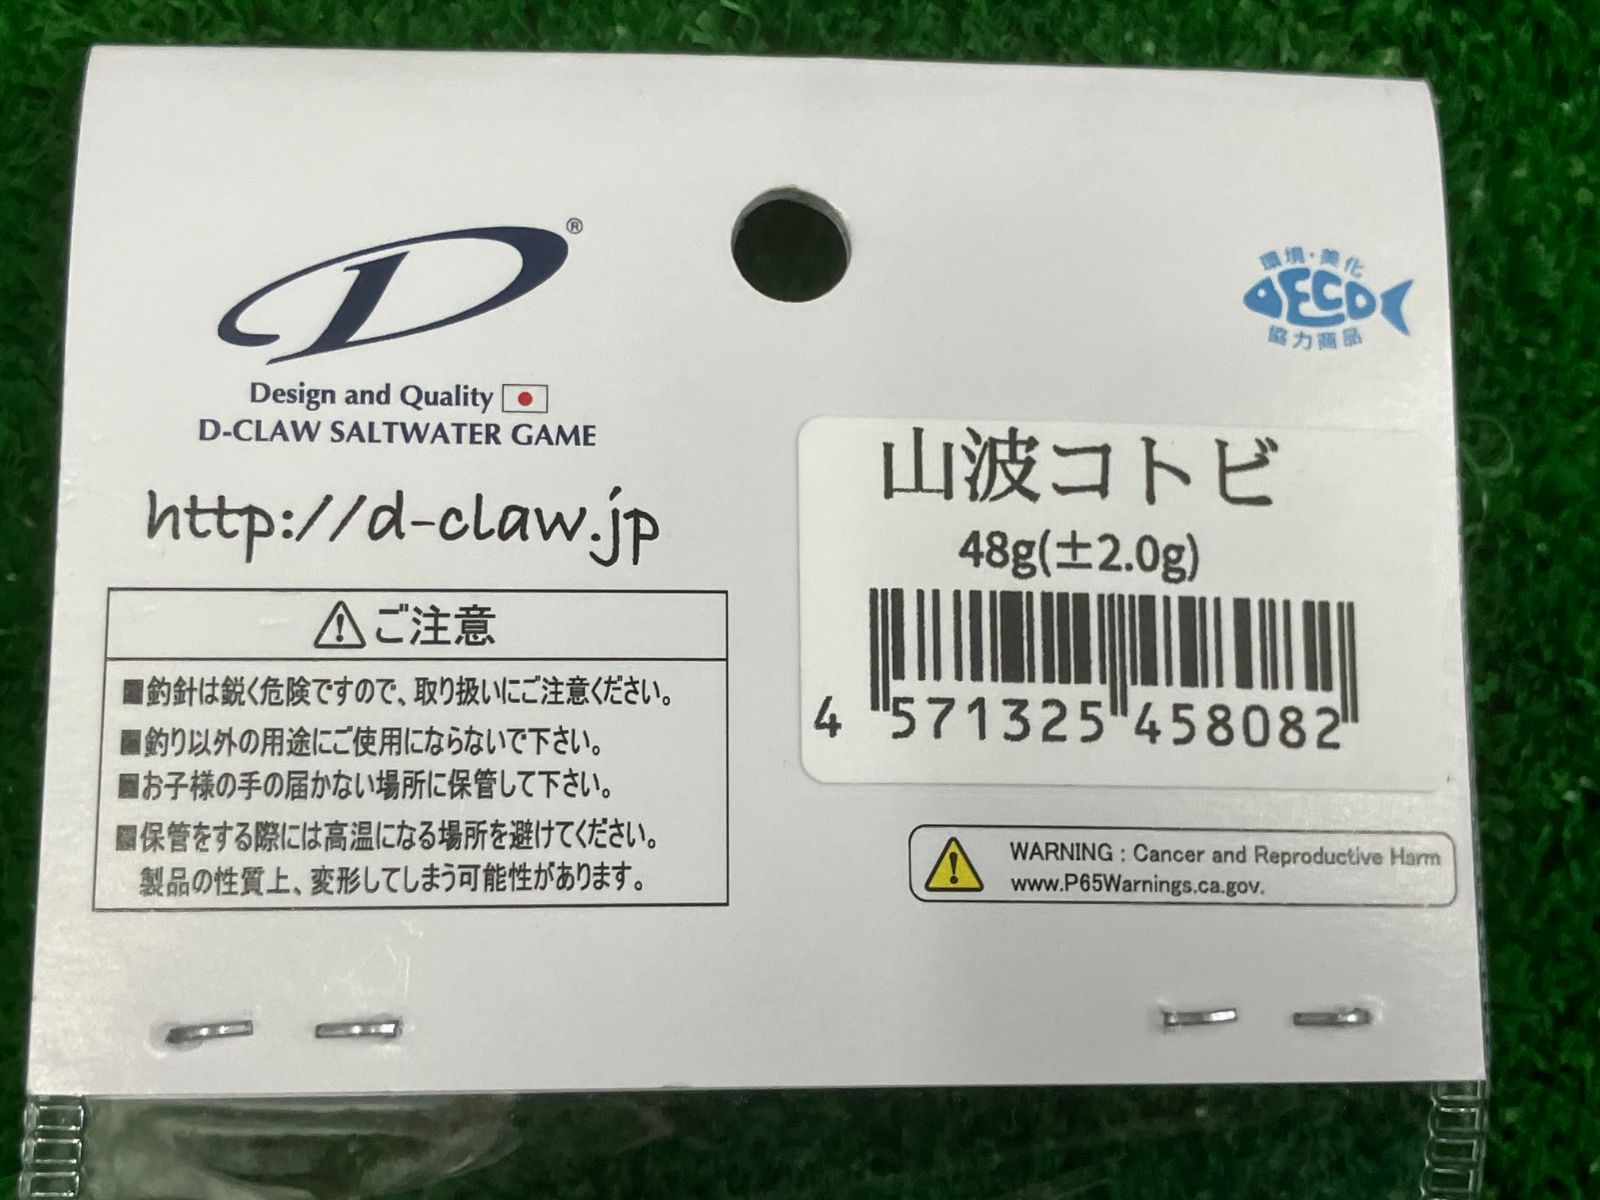 D®
Design and Quality
D-CLAW SALTWATER GAME
http://d-claw.jp
⚠ご注意
■釣針は鋭く危険ですので、取り扱いにご注意ください。
■釣り以外の用途にご使用にならないで下さい。
■お子様の手の届かない場所に保管して下さい。
■保管をする際には高温になる場所を避けてください。
製品の性質上、変形してしまう可能性があります。
環境・美化
ECO
協力商品
山波コトビ
48g(±2.0g)
4 571325 458082
WARNING : Cancer and Reproductive Harm
www.P65Warnings.ca.gov.